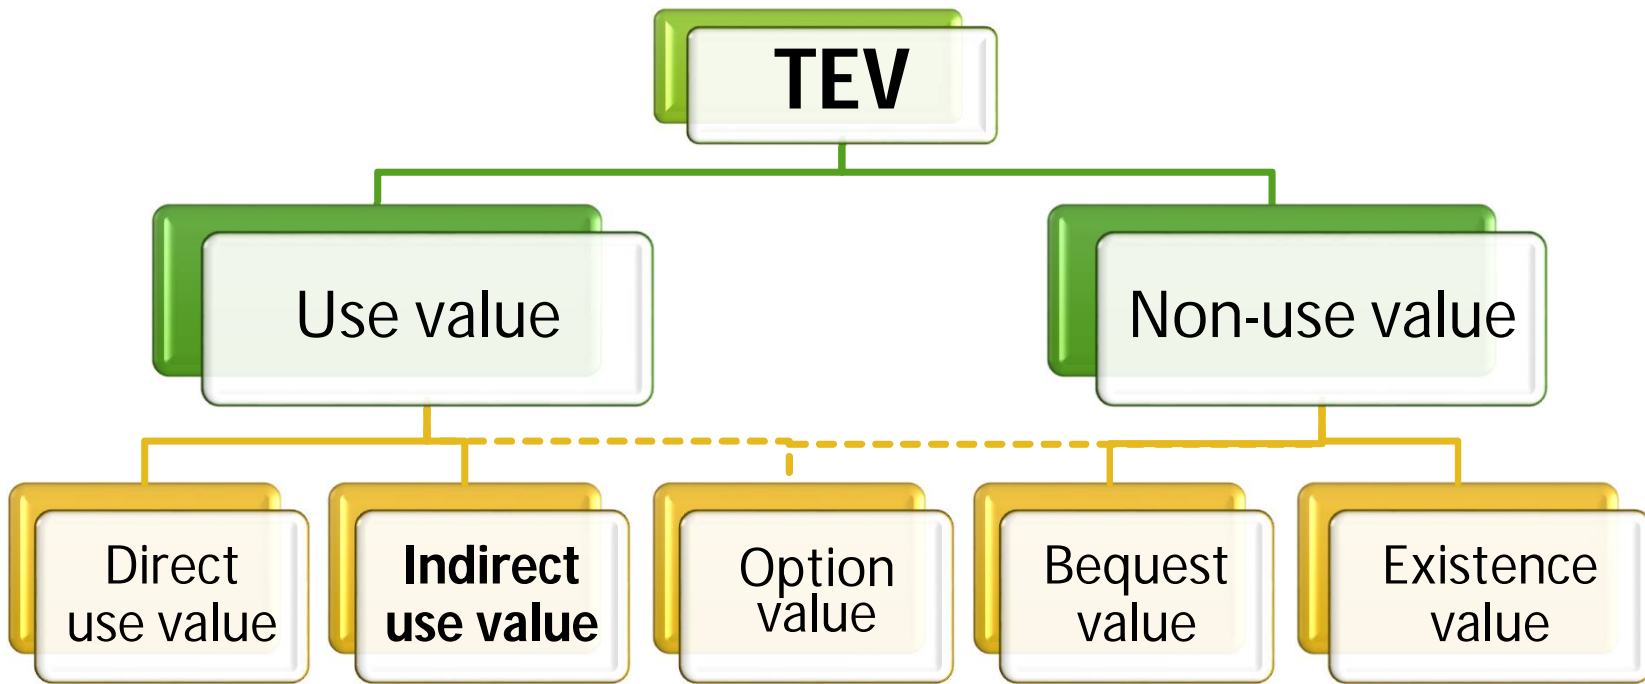 TEV
Use value
Non-use value
Direct
use value
Indirect
use value
Option
value
Bequest
value
Existence
value